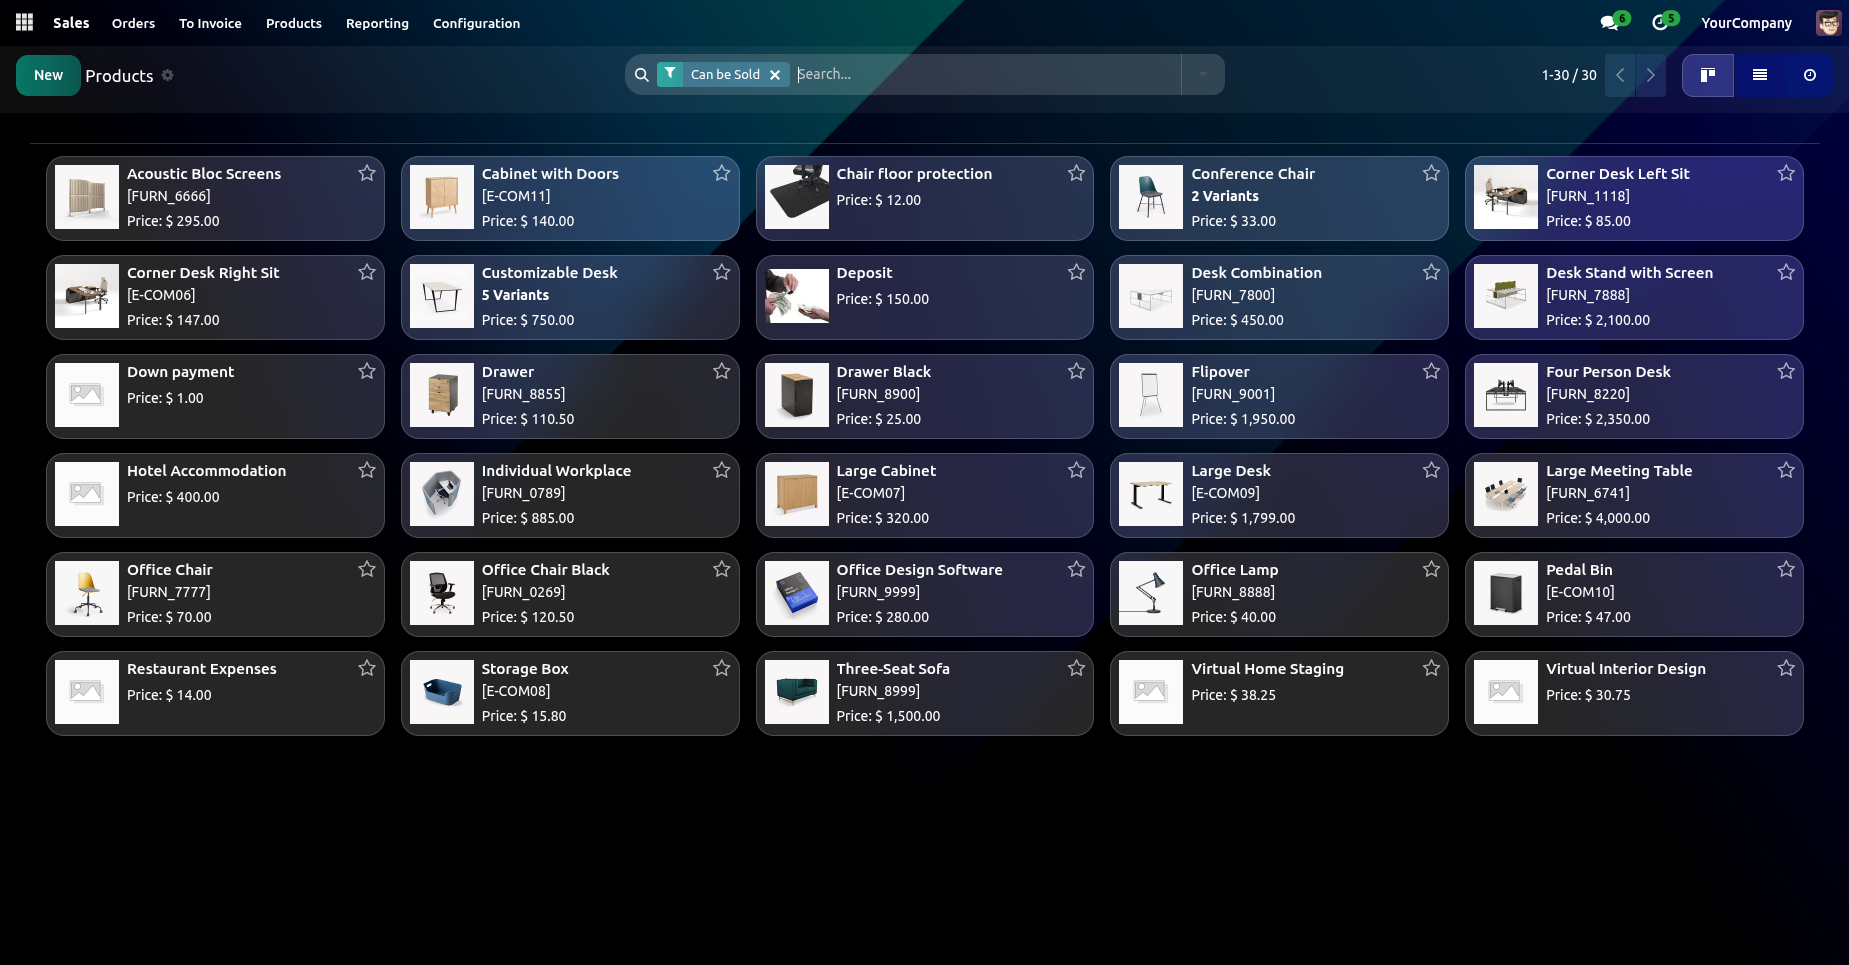 Sales Orders To Invoice Products Reporting Configuration 6 5 YourCompany
New Products Can be Sold Search... 1-30 / 30
Acoustic Bloc Screens
[FURN_6666]
Price: $ 295.00
Cabinet with Doors
[E-COM11]
Price: $ 140.00
Chair floor protection
Price: $ 12.00
Conference Chair
2 Variants
Price: $ 33.00
Corner Desk Left Sit
[FURN_1118]
Price: $ 85.00
Corner Desk Right Sit
[E-COM06]
Price: $ 147.00
Customizable Desk
5 Variants
Price: $ 750.00
Deposit
Price: $ 150.00
Desk Combination
[FURN_7800]
Price: $ 450.00
Desk Stand with Screen
[FURN_7888]
Price: $ 2,100.00
Down payment
Price: $ 1.00
Drawer
[FURN_8855]
Price: $ 110.50
Drawer Black
[FURN_8900]
Price: $ 25.00
Flipover
[FURN_9001]
Price: $ 1,950.00
Four Person Desk
[FURN_8220]
Price: $ 2,350.00
Hotel Accommodation
Price: $ 400.00
Individual Workplace
[FURN_0789]
Price: $ 885.00
Large Cabinet
[E-COM07]
Price: $ 320.00
Large Desk
[E-COM09]
Price: $ 1,799.00
Large Meeting Table
[FURN_6741]
Price: $ 4,000.00
Office Chair
[FURN_7777]
Price: $ 70.00
Office Chair Black
[FURN_0269]
Price: $ 120.50
Office Design Software
[FURN_9999]
Price: $ 280.00
Office Lamp
[FURN_8888]
Price: $ 40.00
Pedal Bin
[E-COM10]
Price: $ 47.00
Restaurant Expenses
Price: $ 14.00
Storage Box
[E-COM08]
Price: $ 15.80
Three-Seat Sofa
[FURN_8999]
Price: $ 1,500.00
Virtual Home Staging
Price: $ 38.25
Virtual Interior Design
Price: $ 30.75